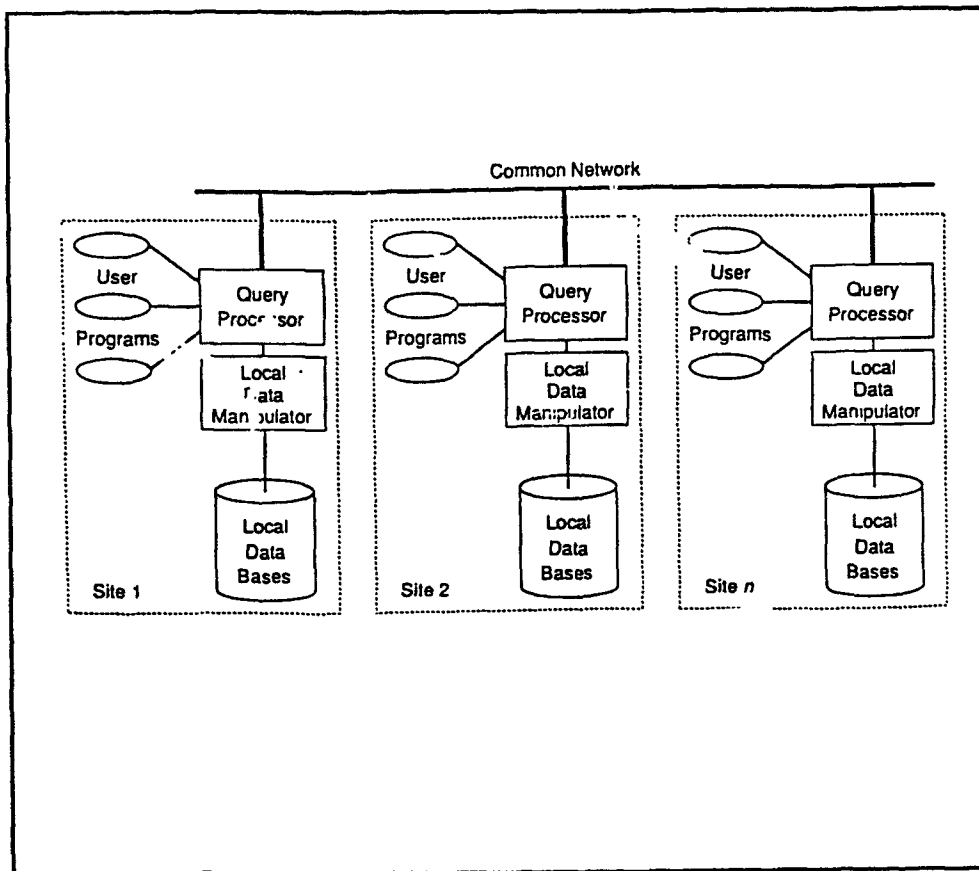 Common Network
User
Programs
Query
Processor
Local
Data
Manipulator
Local
Data
Bases
Site 1
User
Programs
Query
Processor
Local
Data
Manipulator
Local
Data
Bases
Site 2
User
Programs
Query
Processor
Local
Data
Manipulator
Local
Data
Bases
Site n